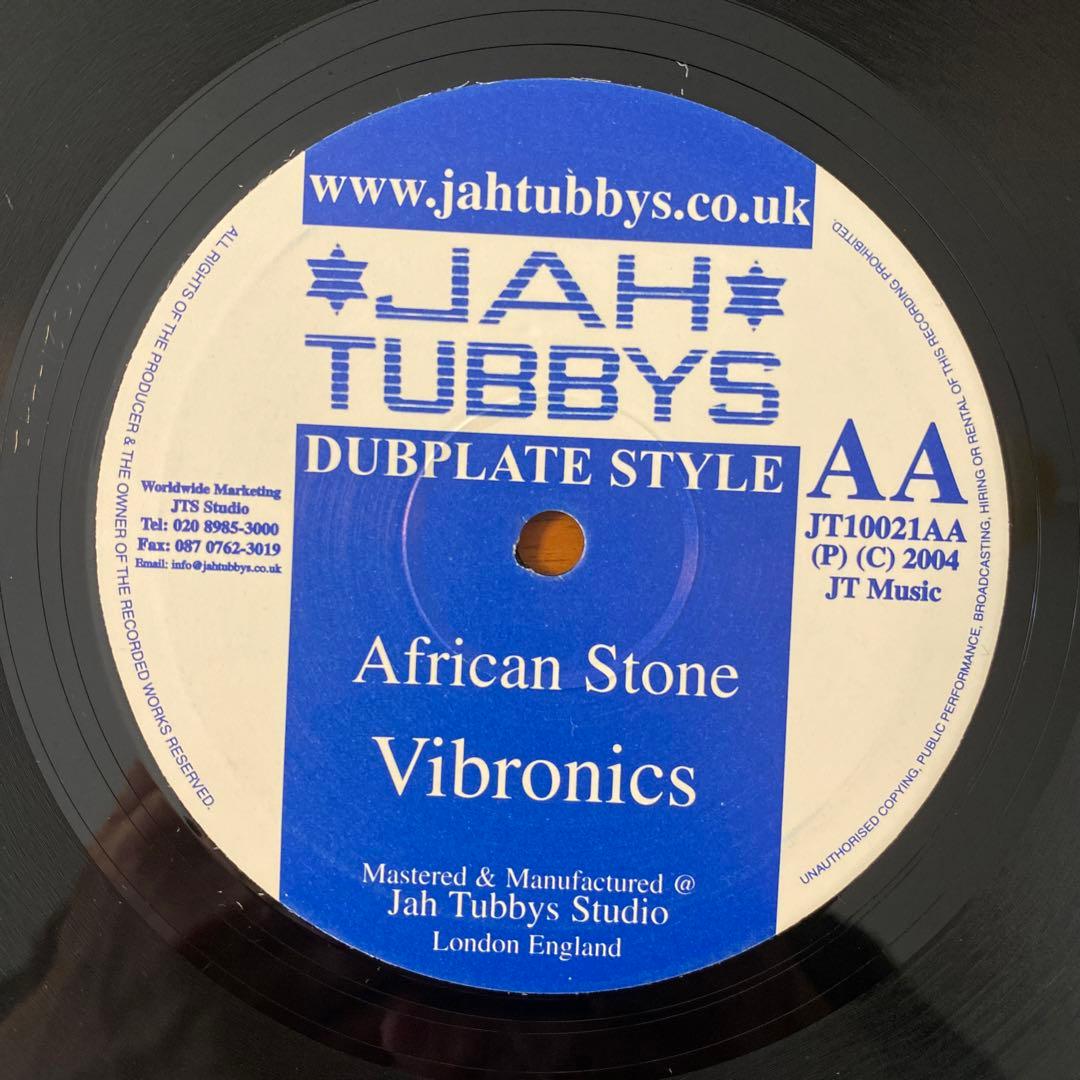 www.jahtubbys.co.uk
JAH
TUBBYS
DUBPLATE STYLE
AA
JT10021AA
(P) (C) 2004
JT Music
Worldwide Marketing
JTS Studio
Tel: 020 8985-3000
Fax: 087 0762-3019
Email: info@jahtubbys.co.uk
African Stone
Vibronics
Mastered & Manufactured @
Jah Tubbys Studio
London England
ALL RIGHTS OF THE PRODUCER & THE OWNER OF THE RECORDED WORKS RESERVED.
UNAUTHORISED COPYING, PUBLIC PERFORMANCE, BROADCASTING, HIRING OR RENTAL OF THIS RECORDING PROHIBITED.